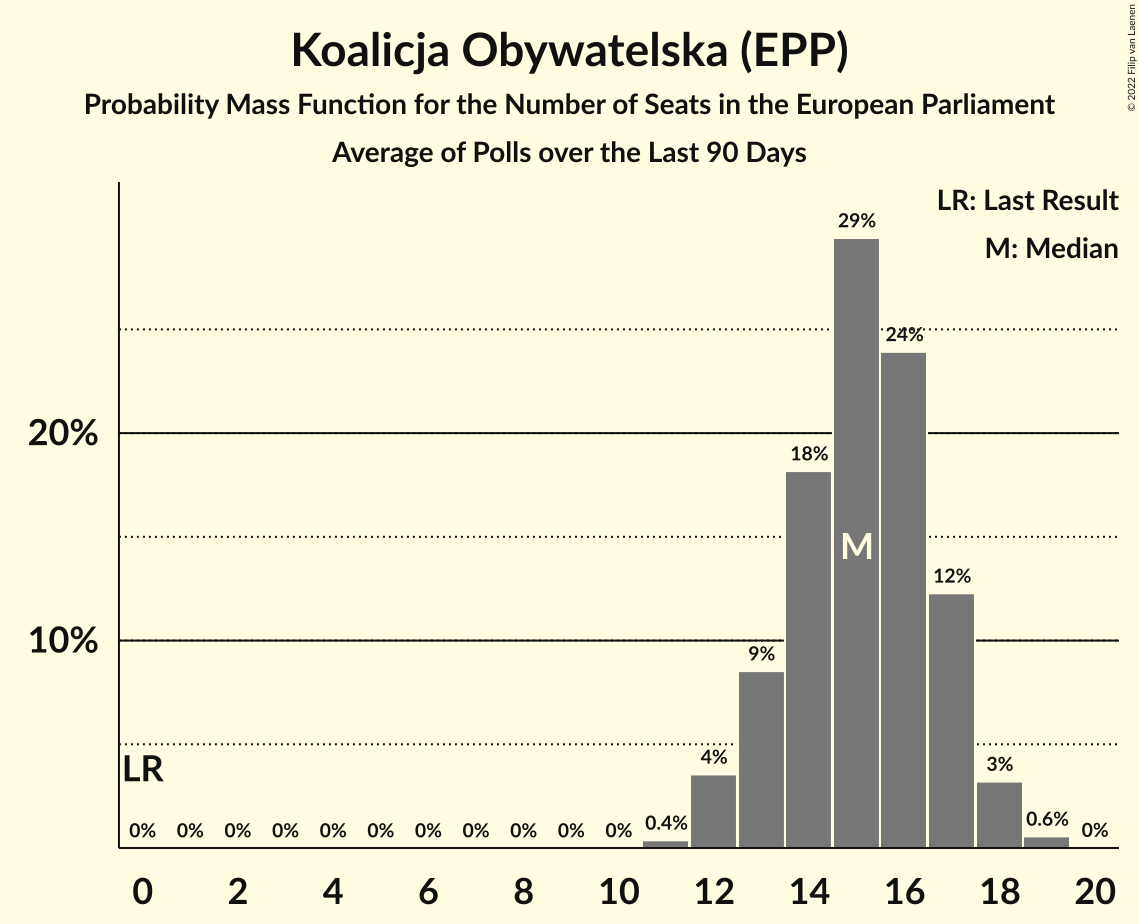 Koalicja Obywatelska (EPP)
Probability Mass Function for the Number of Seats in the European Parliament
Average of Polls over the Last 90 Days
© 2022 Filip van Laenen
LR: Last Result
M: Median
29%
24%
20%
18%
M
12%
10%
9%
LR
4%
3%
0% 0% 0% 0% 0% 0% 0% 0% 0% 0% 0% 0.4% 0.6% 0%
0 2 4 6 8 10 12 14 16 18 20